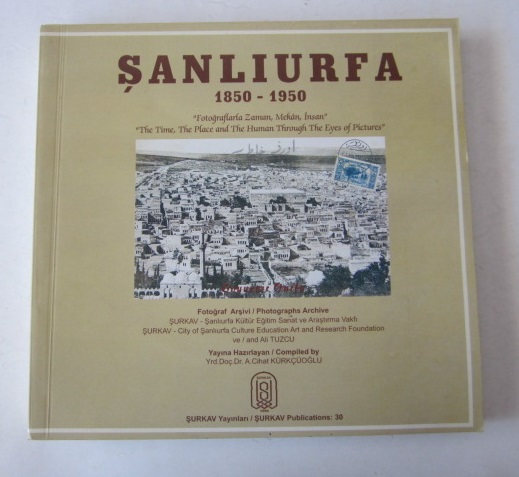 ŞANLIURFA
1850 - 1950
"Fotoğraflarla Zaman, Mekân, İnsan"
"The Time, The Place and The Human Through The Eyes of Pictures"
Fotoğraf Arşivi / Photographs Archive
ŞURKAV - Şanlıurfa Kültür Eğitim Sanat ve Araştırma Vakfı
ŞURKAV - City of Şanlıurfa Culture Education Art and Research Foundation
ve / and Ali TUZCU
Yayına Hazırlayan / Compiled by
Yrd.Doç.Dr. A.Cihat KÜRKÇÜOĞLU
ŞURKAV Yayınları / ŞURKAV Publications: 30